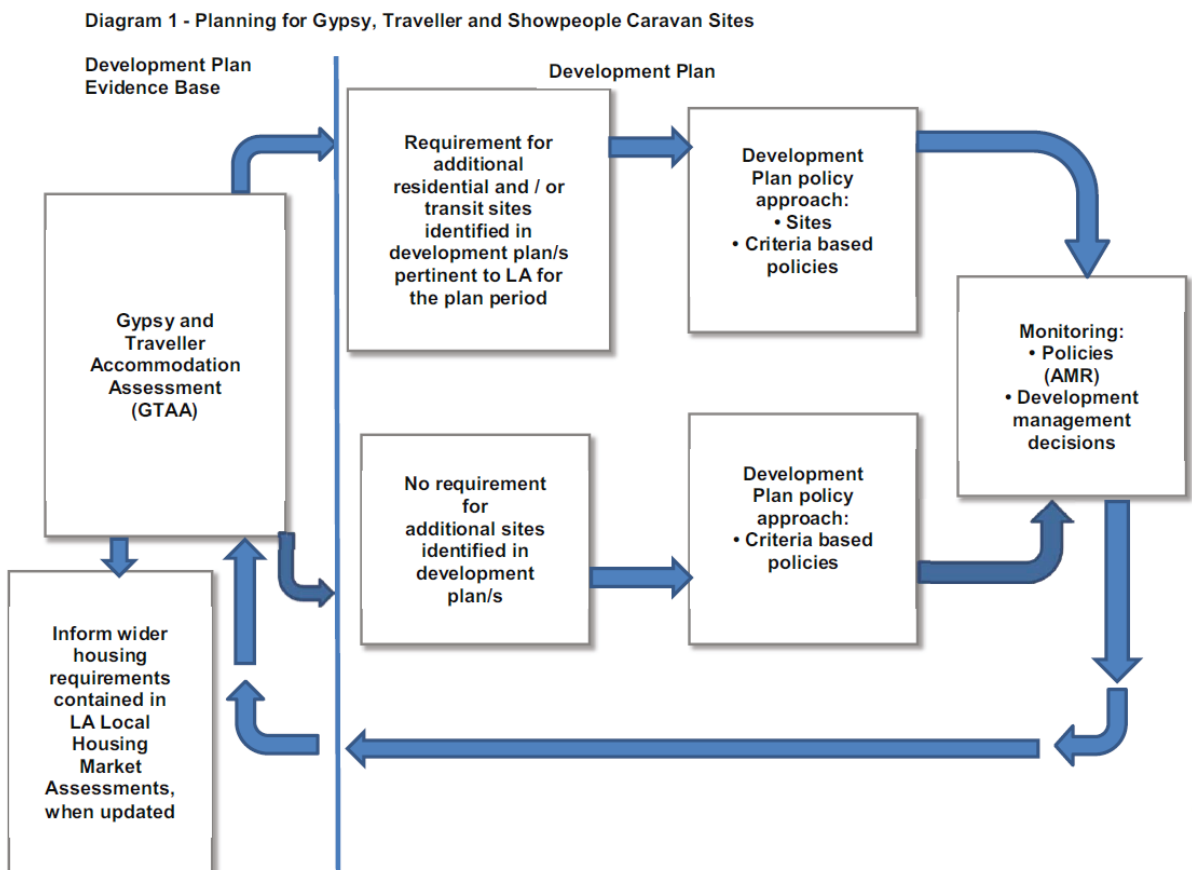 Diagram 1 - Planning for Gypsy, Traveller and Showpeople Caravan Sites
Development Plan
Evidence Base
Development Plan
Gypsy and
Traveller
Accommodation
Assessment
(GTAA)
Inform wider
housing
requirements
contained in
LA Local
Housing
Market
Assessments,
when updated
Requirement for
additional
residential and / or
transit sites
identified in
development plan/s
pertinent to LA for
the plan period
Development
Plan policy
approach:
• Sites
• Criteria based
policies
No requirement
for
additional sites
identified in
development
plan/s
Development
Plan policy
approach:
• Criteria based
policies
Monitoring:
• Policies
(AMR)
• Development
management
decisions